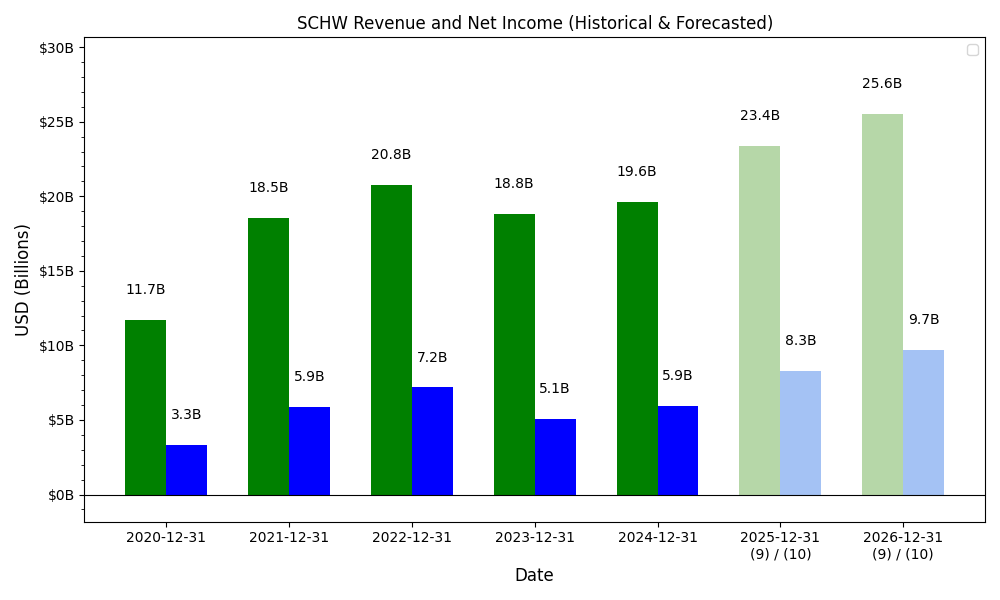 SCHW Revenue and Net Income (Historical & Forecasted)
$30B
$25B
$20B
$15B
$10B
$5B
$0B
USD (Billions)
11.7B
3.3B
18.5B
5.9B
20.8B
7.2B
18.8B
5.1B
19.6B
5.9B
23.4B
8.3B
25.6B
9.7B
2020-12-31
2021-12-31
2022-12-31
2023-12-31
2024-12-31
2025-12-31
(9) / (10)
2026-12-31
(9) / (10)
Date